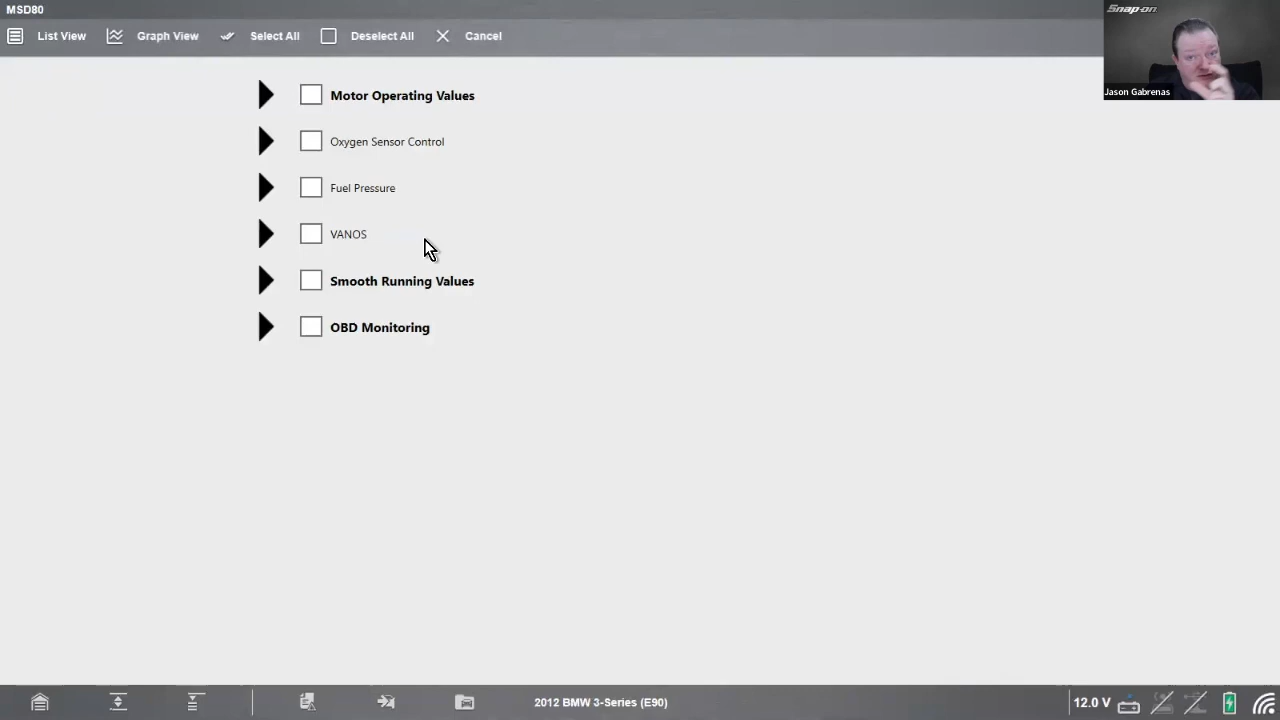 MSD80
List View
Graph View
Select All
Deselect All
Cancel
Snap-on
Jason Gabrenas
Motor Operating Values
Oxygen Sensor Control
Fuel Pressure
VANOS
Smooth Running Values
OBD Monitoring
2012 BMW 3-Series (E90)
12.0 V